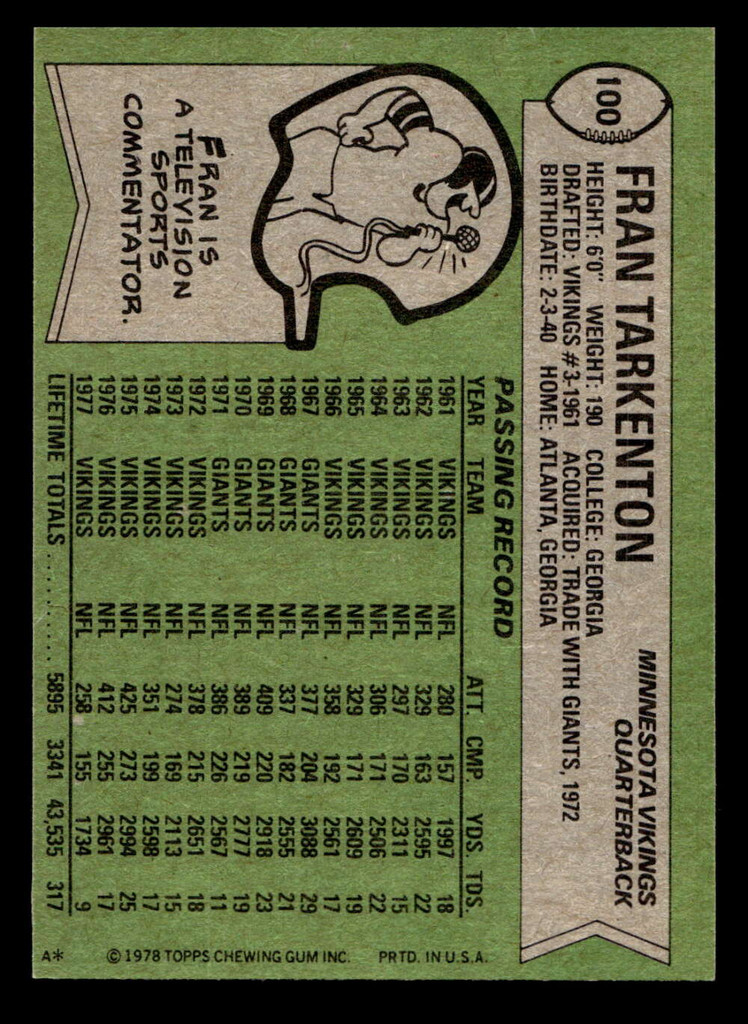 100
FRAN TARKENTON
MINNESOTA VIKINGS
QUARTERBACK
HEIGHT: 6'0" WEIGHT: 190 COLLEGE: GEORGIA
DRAFTED: VIKINGS #3-1961 ACQUIRED: TRADE WITH GIANTS, 1972
BIRTHDATE: 2-3-40 HOME: ATLANTA, GEORGIA
FRAN IS
A TELEVISION
SPORTS
COMMENTATOR.
PASSING RECORD
YEAR TEAM ATT. CMP. YDS. TDS.
1961 VIKINGS NFL 280 157 1997 18
1962 VIKINGS NFL 329 163 2595 22
1963 VIKINGS NFL 297 170 2311 15
1964 VIKINGS NFL 306 171 2506 22
1965 VIKINGS NFL 329 171 2609 19
1966 VIKINGS NFL 358 192 2561 17
1967 GIANTS NFL 377 204 3088 29
1968 GIANTS NFL 337 182 2555 21
1969 GIANTS NFL 409 220 2918 23
1970 GIANTS NFL 389 219 2777 19
1971 GIANTS NFL 386 226 2567 11
1972 VIKINGS NFL 378 215 2651 18
1973 VIKINGS NFL 274 169 2113 15
1974 VIKINGS NFL 351 199 2598 17
1975 VIKINGS NFL 425 273 2994 25
1976 VIKINGS NFL 412 255 2961 17
1977 VIKINGS NFL 258 155 1734 9
LIFETIME TOTALS.......... 5895 3341 43,535 317
A* © 1978 TOPPS CHEWING GUM INC. PRTD. IN U.S.A.